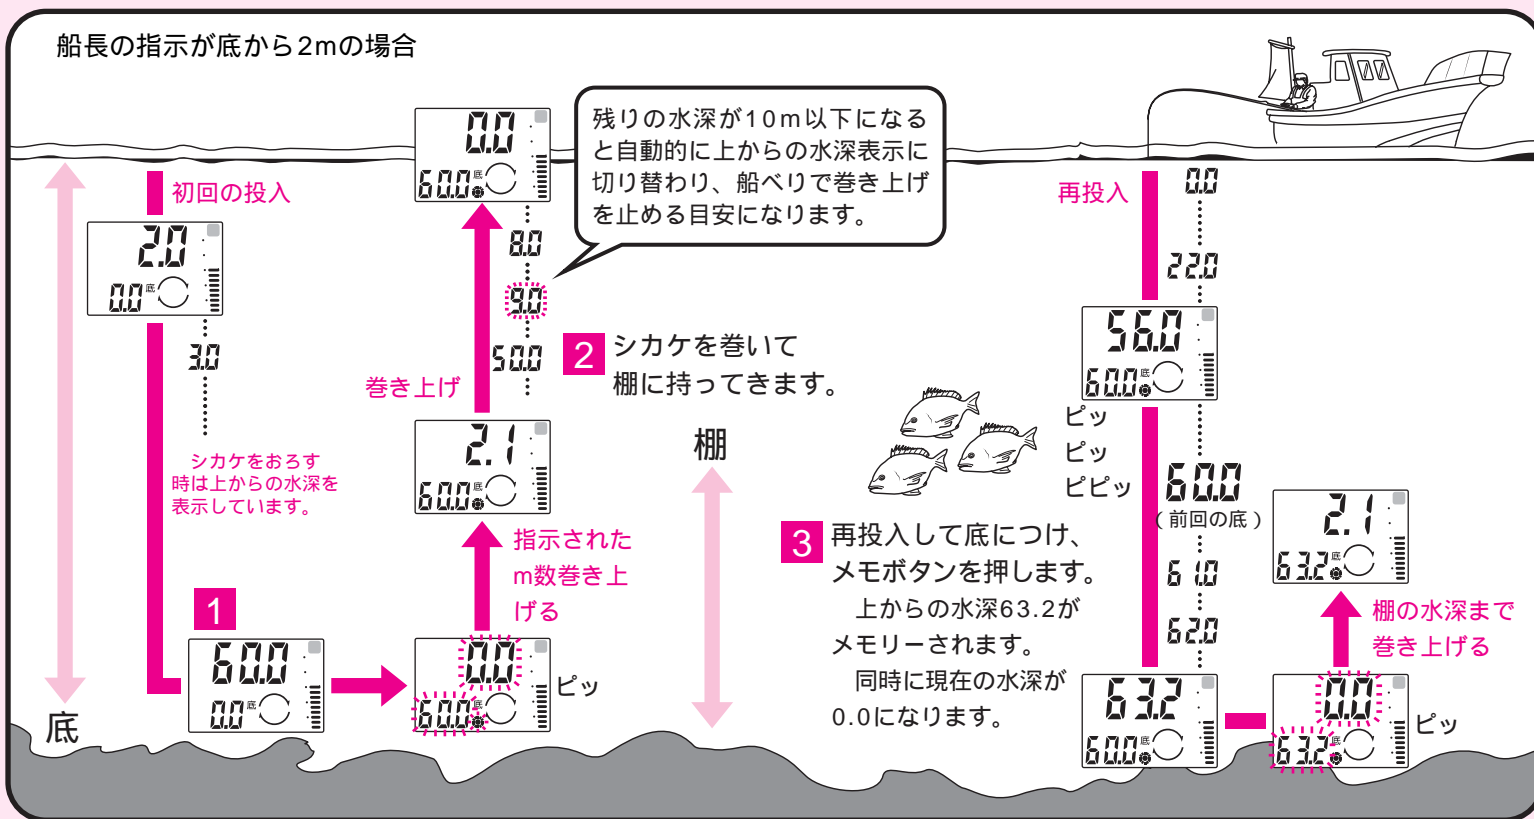 船長の指示が底から2mの場合
初回の投入
2.0
0.0 底
3.0
シカケをおろす
時は上からの水深を
表示しています。
1
60.0
0.0 底
底
0.0
60.0 底
ピッ
指示された
m数巻き上
げる
2.1
60.0 底
巻き上げ
50.0
9.0
8.0
0.0
60.0 底
残りの水深が10m以下になる
と自動的に上からの水深表示に
切り替わり、船べりで巻き上げ
を止める目安になります。
2
シカケを巻いて
棚に持ってきます。
棚
3
再投入して底につけ、
メモボタンを押します。
上からの水深63.2が
メモリーされます。
同時に現在の水深が
0.0になります。
再投入
0.0
22.0
56.0
60.0 底
ピッ
ピッ
ピピッ
60.0
(前回の底)
61.0
62.0
63.2
60.0 底
0.0
63.2 底
ピッ
棚の水深まで
巻き上げる
2.1
63.2 底